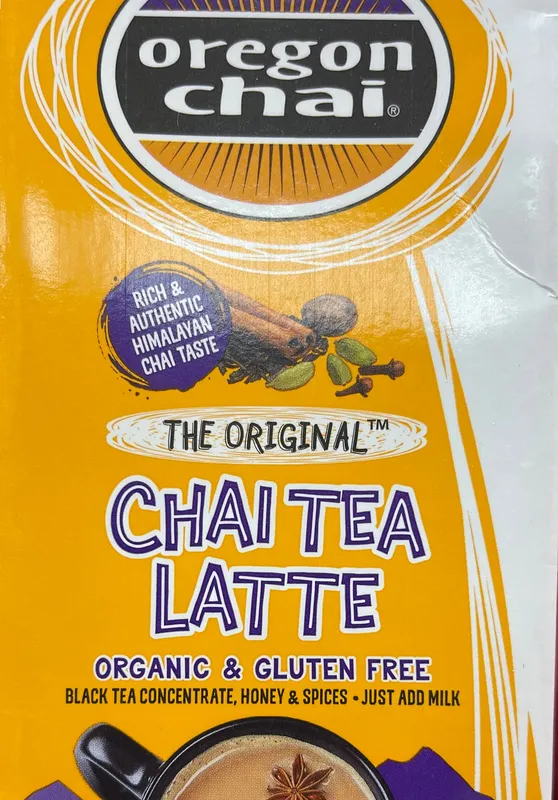 oregon
chai®
RICH &
AUTHENTIC
HIMALAYAN
CHAI TASTE
THE ORIGINAL™
CHAI TEA
LATTE
ORGANIC & GLUTEN FREE
BLACK TEA CONCENTRATE, HONEY & SPICES • JUST ADD MILK